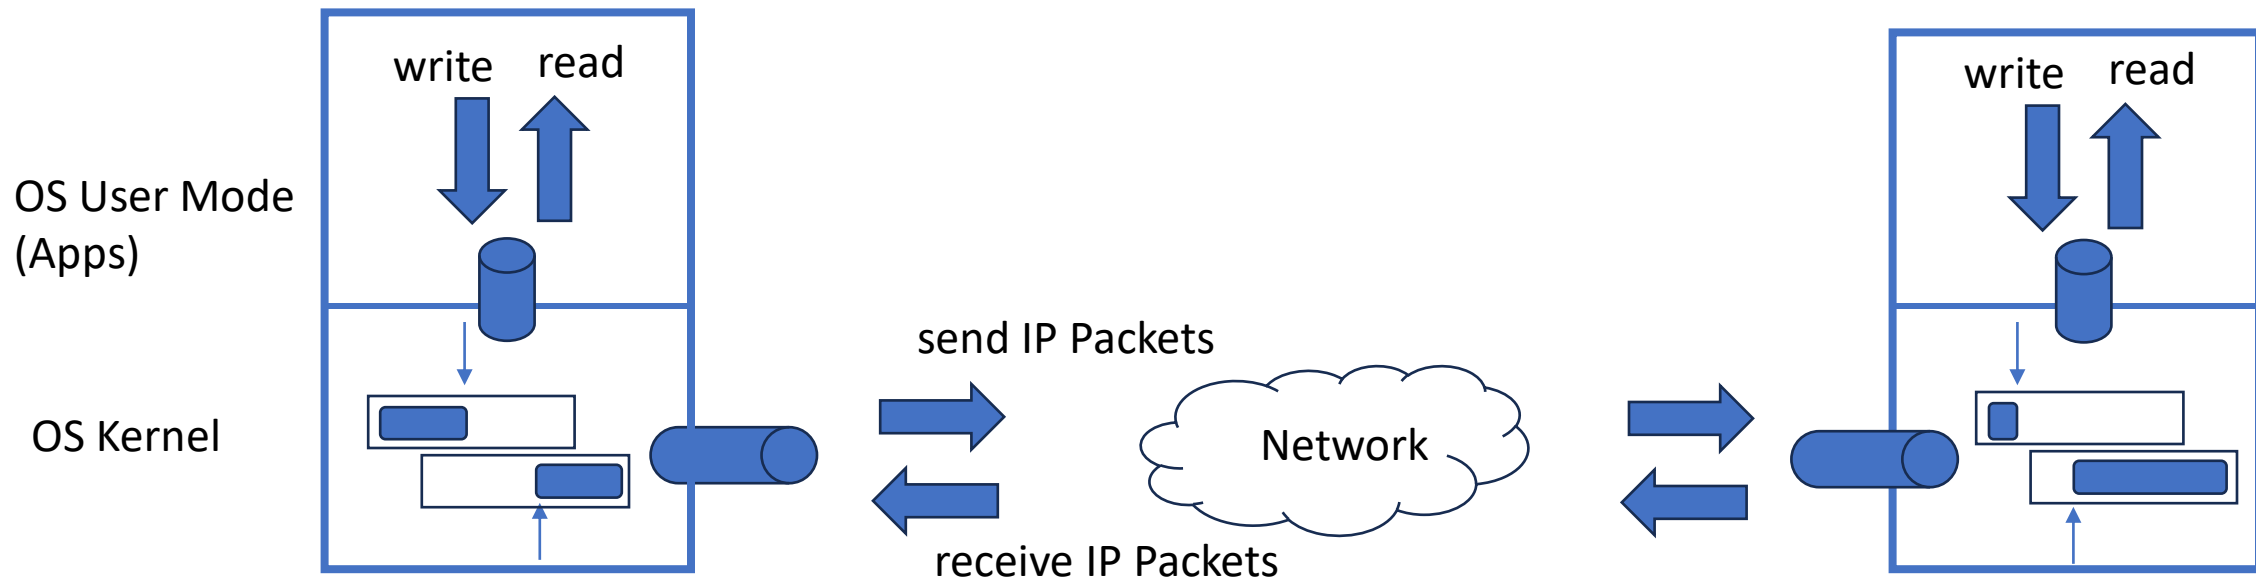 write read
write read
OS User Mode
(Apps)
send IP Packets
OS Kernel
Network
receive IP Packets